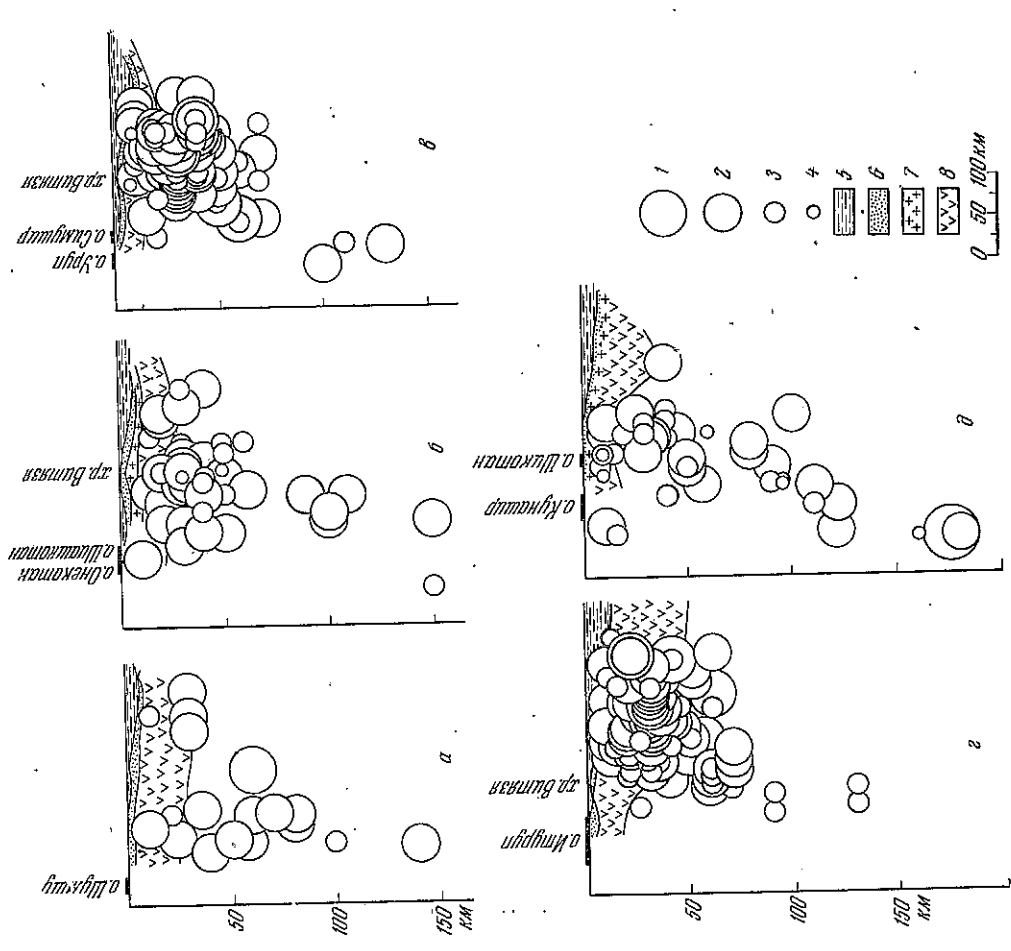 о. Шумшу
а
50
100
150
км
о. Онекотан
о. Шиашкотан
хр. Витязя
б
о. Уруп
о. Симушир
хр. Витязя
в
о. Итуруп
хр. Витязя
г
50
100
150
км
о. Кунашир
о. Шикотан
д
1
2
3
4
5
6
7
8
0 50 100 км